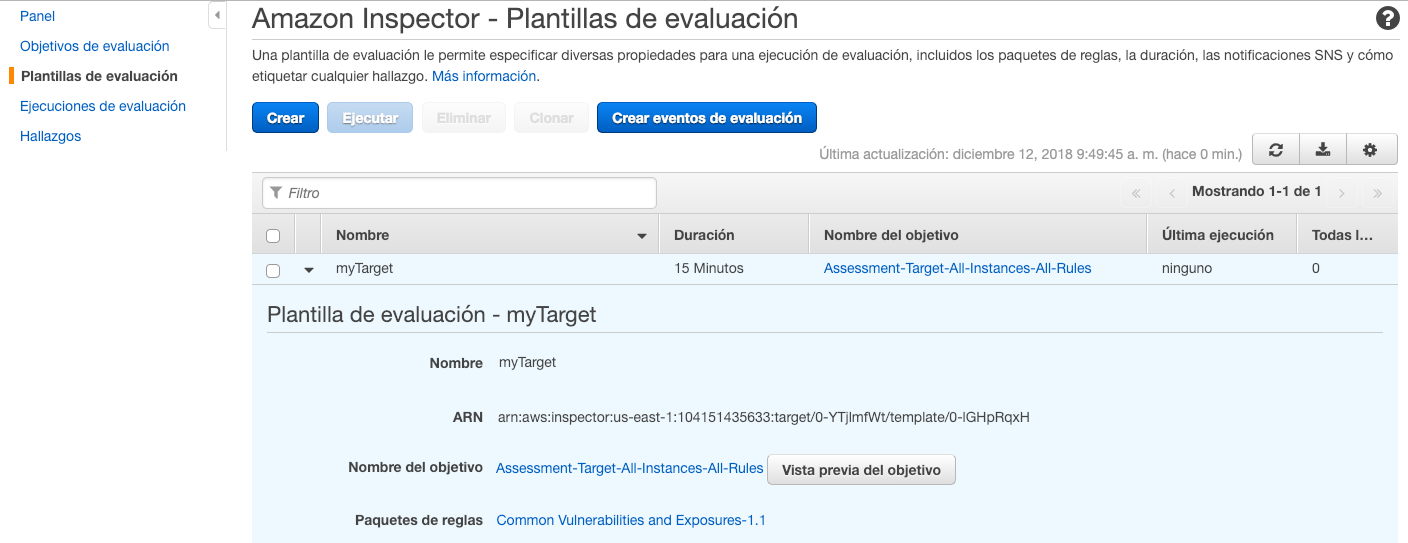 Panel
Objetivos de evaluación
Plantillas de evaluación
Ejecuciones de evaluación
Hallazgos
Amazon Inspector - Plantillas de evaluación
?
Una plantilla de evaluación le permite especificar diversas propiedades para una ejecución de evaluación, incluidos los paquetes de reglas, la duración, las notificaciones SNS y cómo
etiquetar cualquier hallazgo. Más información.
Crear Ejecutar Eliminar Clonar Crear eventos de evaluación
Última actualización: diciembre 12, 2018 9:49:45 a. m. (hace 0 min.)
Filtro « ‹ Mostrando 1-1 de 1 › »
Nombre Duración Nombre del objetivo Última ejecución Todas l...
myTarget 15 Minutos Assessment-Target-All-Instances-All-Rules ninguno 0
Plantilla de evaluación - myTarget
Nombre myTarget
ARN arn:aws:inspector:us-east-1:104151435633:target/0-YTjlmfWt/template/0-lGHpRqxH
Nombre del objetivo Assessment-Target-All-Instances-All-Rules Vista previa del objetivo
Paquetes de reglas Common Vulnerabilities and Exposures-1.1